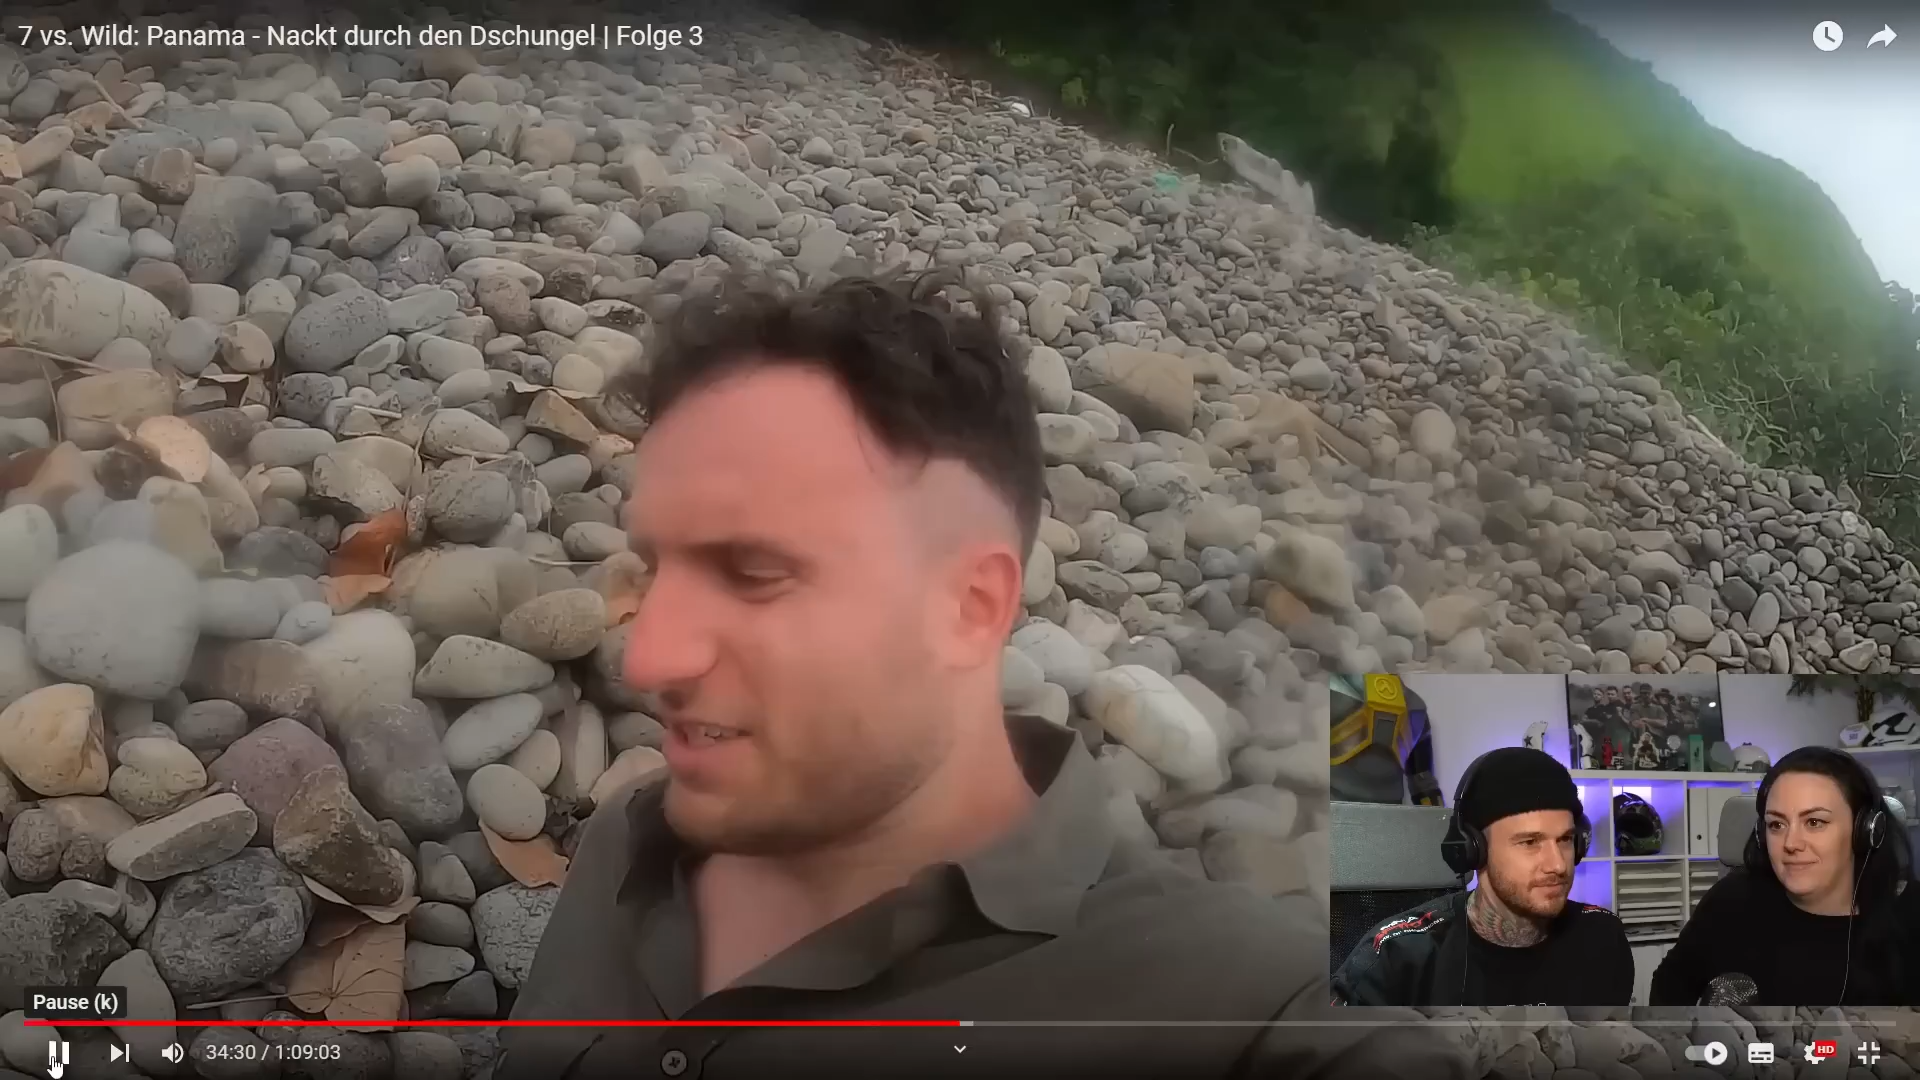 7 vs. Wild: Panama - Nackt durch den Dschungel | Folge 3
Pause (k)
34:30 / 1:09:03
HD